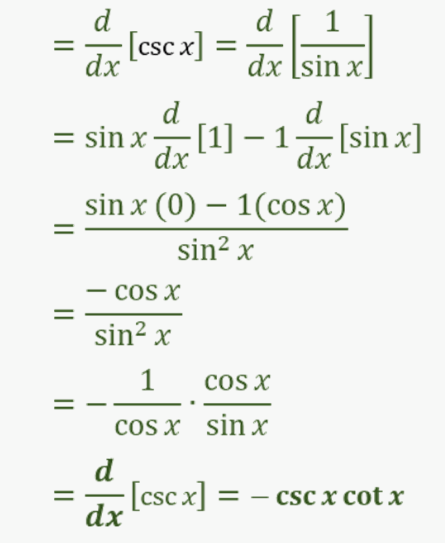 = d/dx [csc x] = d/dx [1/sin x]
= sin x d/dx [1] − 1 d/dx [sin x]
= (sin x (0) − 1(cos x))/(sin² x)
= (− cos x)/(sin² x)
= − 1/(cos x) · (cos x)/(sin x)
= d/dx [csc x] = − csc x cot x